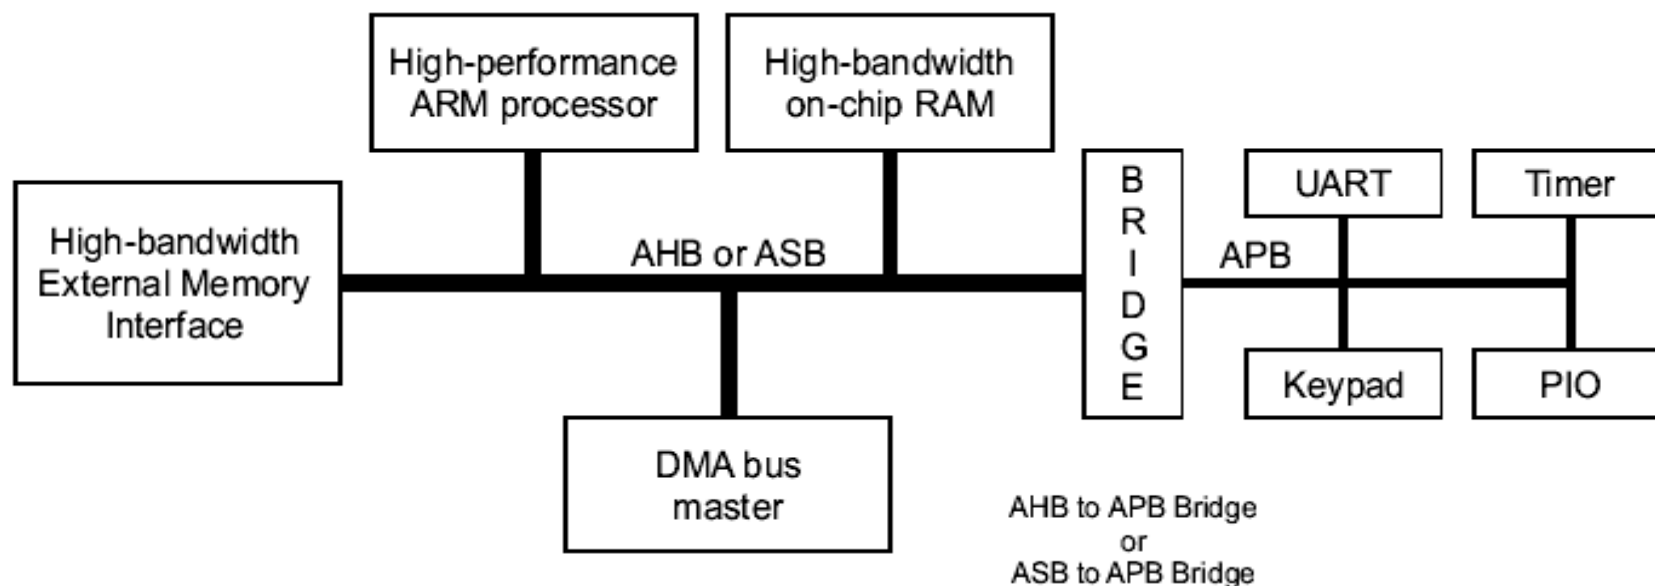 High-performance
ARM processor
High-bandwidth
on-chip RAM
High-bandwidth
External Memory
Interface
AHB or ASB
B
R
I
D
G
E
APB
UART
Timer
Keypad
PIO
DMA bus
master
AHB to APB Bridge
or
ASB to APB Bridge